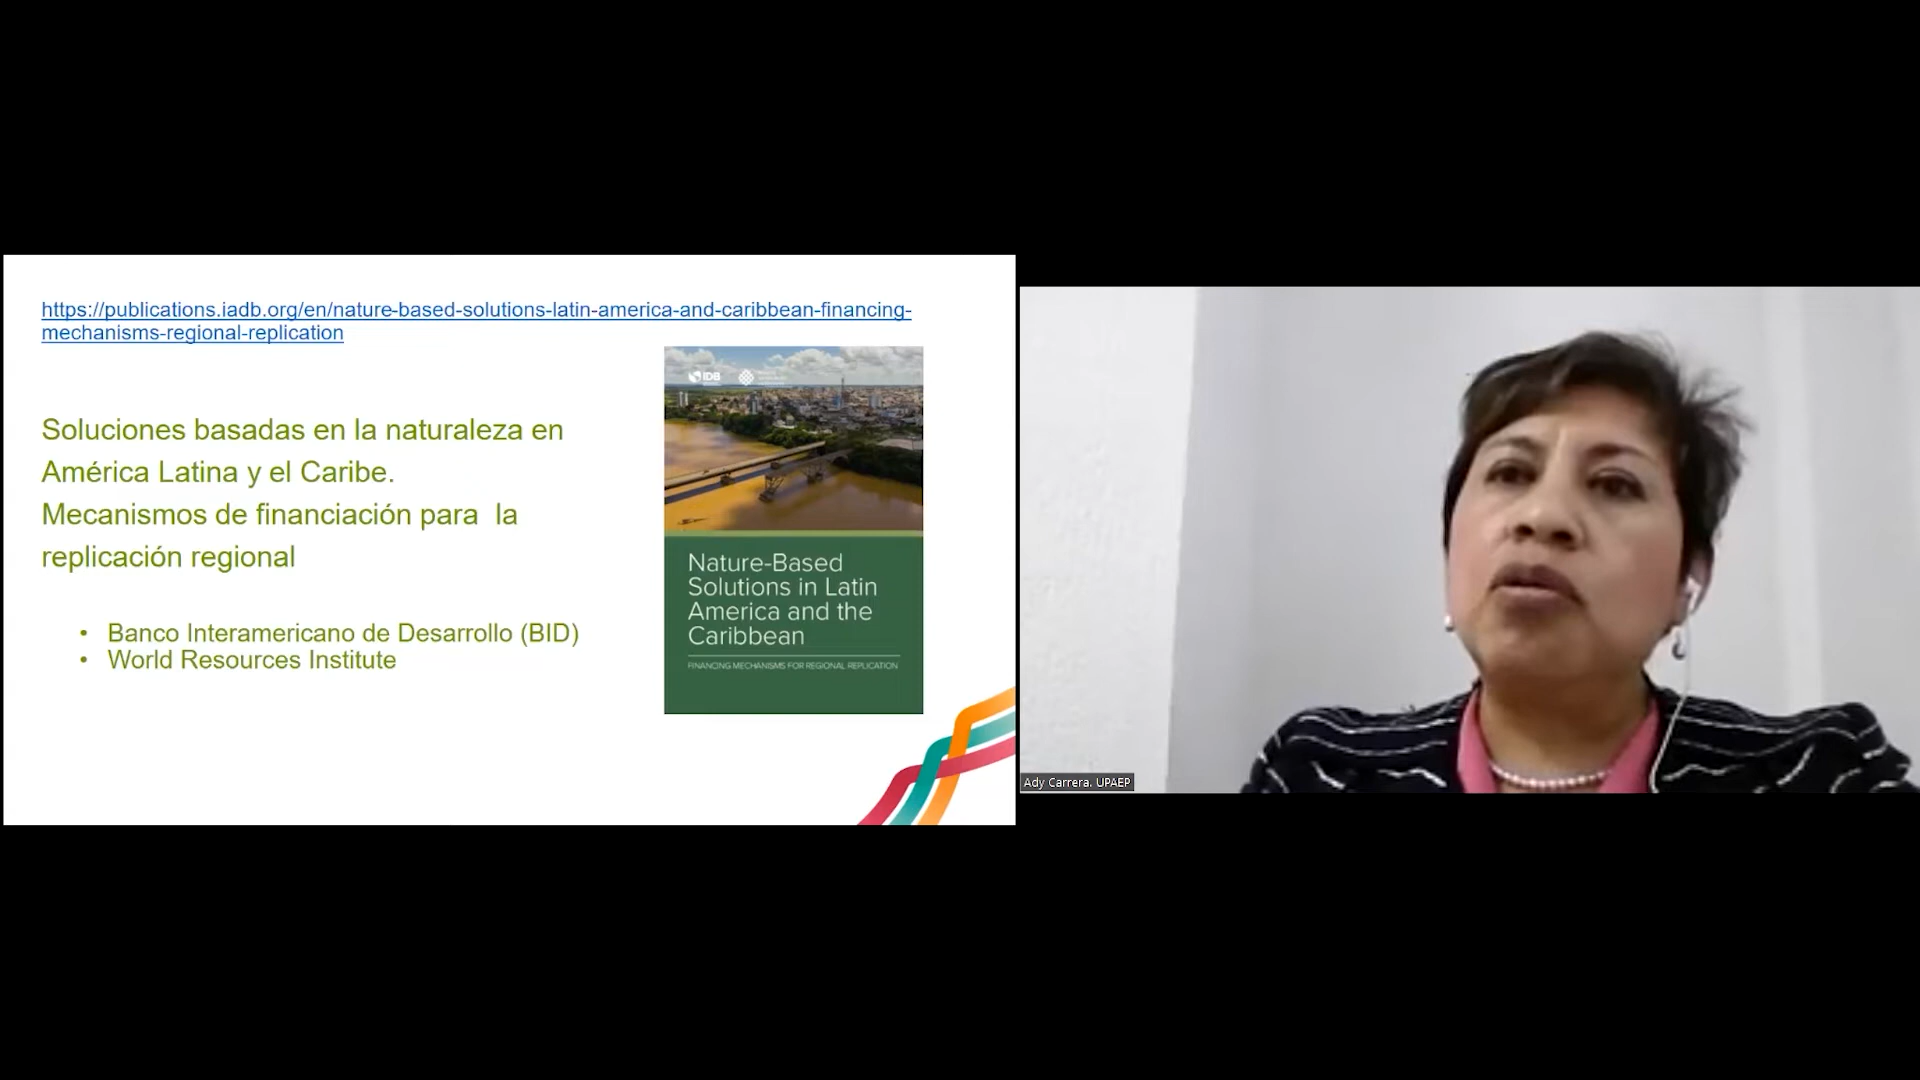 https://publications.iadb.org/en/nature-based-solutions-latin-america-and-caribbean-financing-
mechanisms-regional-replication
Soluciones basadas en la naturaleza en
América Latina y el Caribe.
Mecanismos de financiación para  la
replicación regional
• Banco Interamericano de Desarrollo (BID)
• World Resources Institute
IDB
Nature-Based
Solutions in Latin
America and the
Caribbean
FINANCING MECHANISMS FOR REGIONAL REPLICATION
Ady Carrera. UPAEP